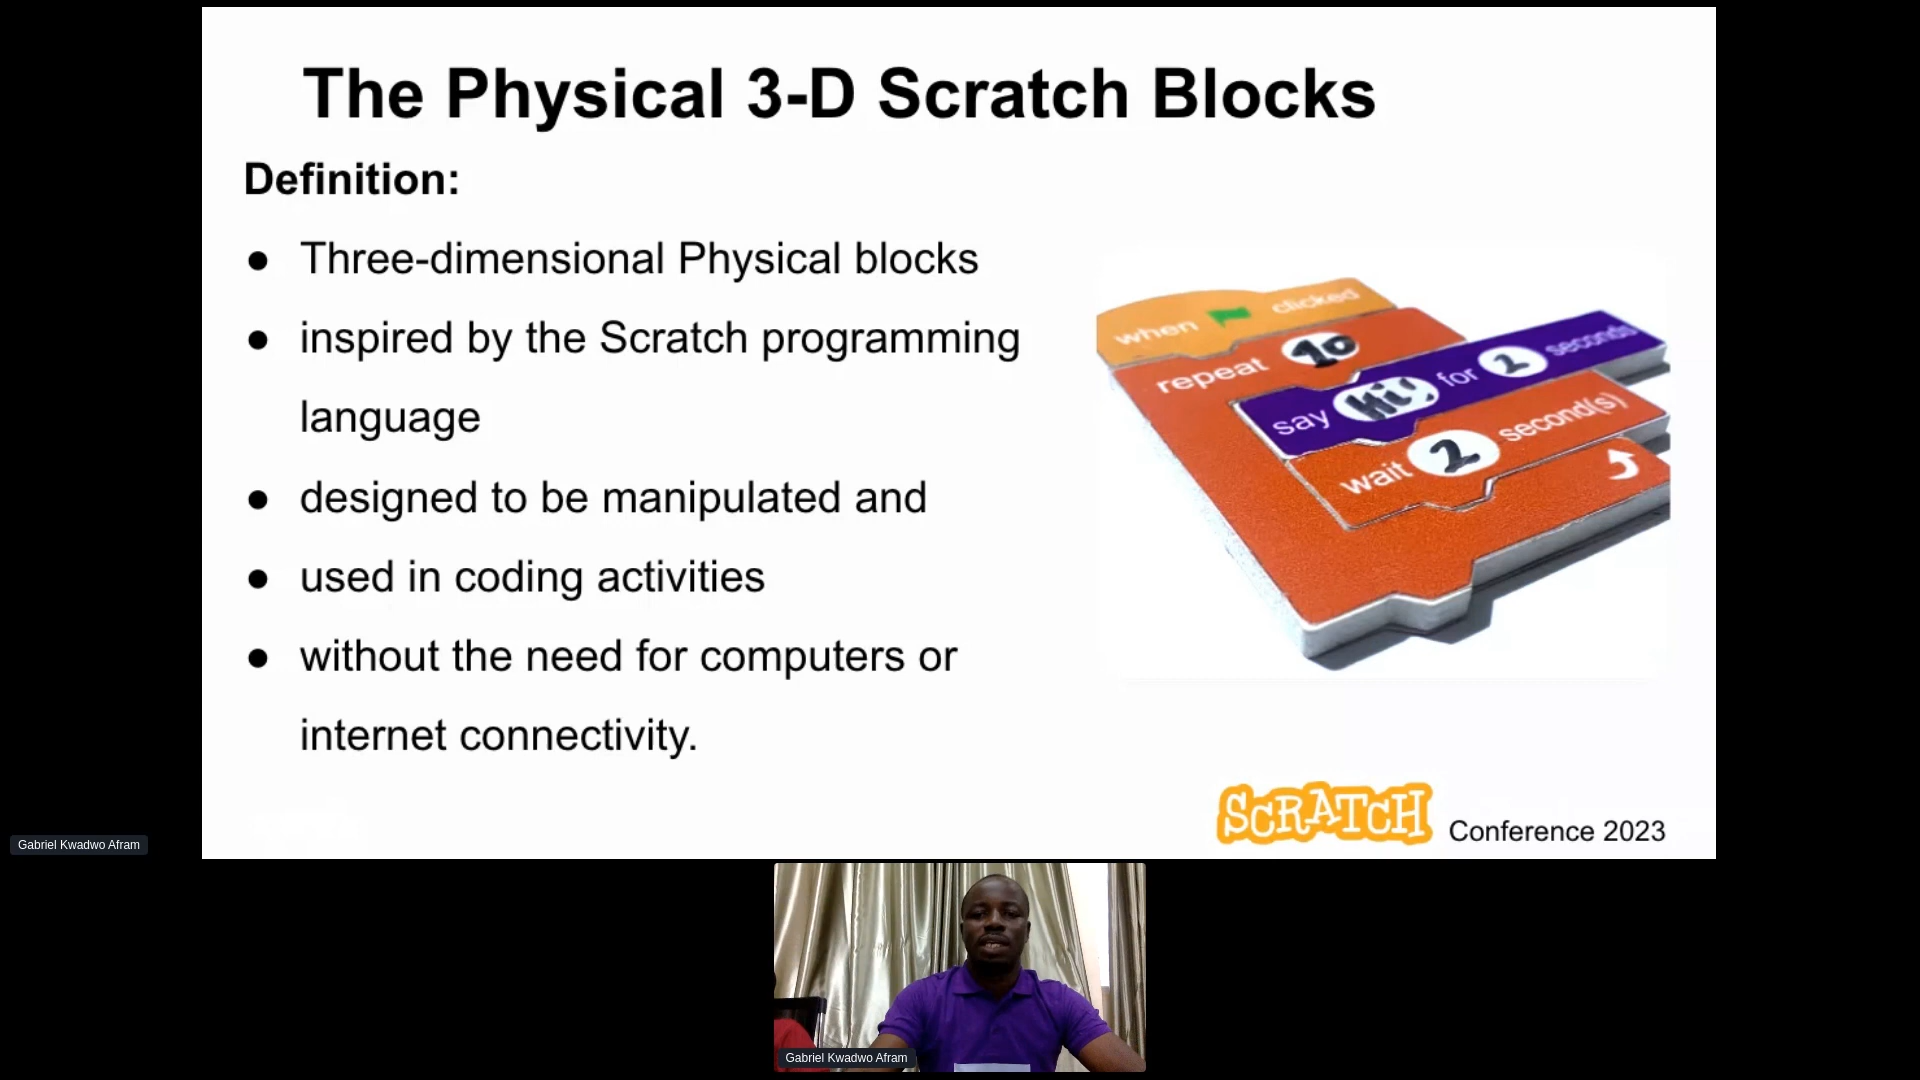 The Physical 3-D Scratch Blocks
Definition:
● Three-dimensional Physical blocks
● inspired by the Scratch programming
language
● designed to be manipulated and
● used in coding activities
● without the need for computers or
internet connectivity.
when clicked
repeat 10
say Hi! for 2 seconds
wait 2 second(s)
SCRATCH Conference 2023
Gabriel Kwadwo Afram
Gabriel Kwadwo Afram